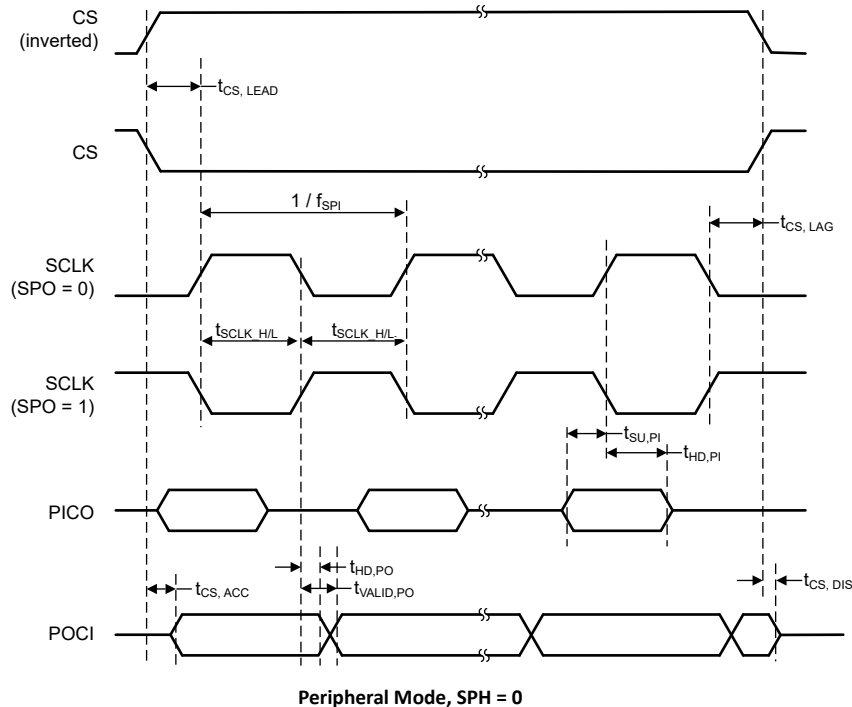 CS
(inverted)
tCS, LEAD
CS
1 / fSPI
tCS, LAG
SCLK
(SPO = 0)
tSCLK_H/L
tSCLK_H/L
SCLK
(SPO = 1)
tSU,PI
tHD,PI
PICO
tHD,PO
tVALID,PO
tCS, ACC
tCS, DIS
POCI
Peripheral Mode, SPH = 0